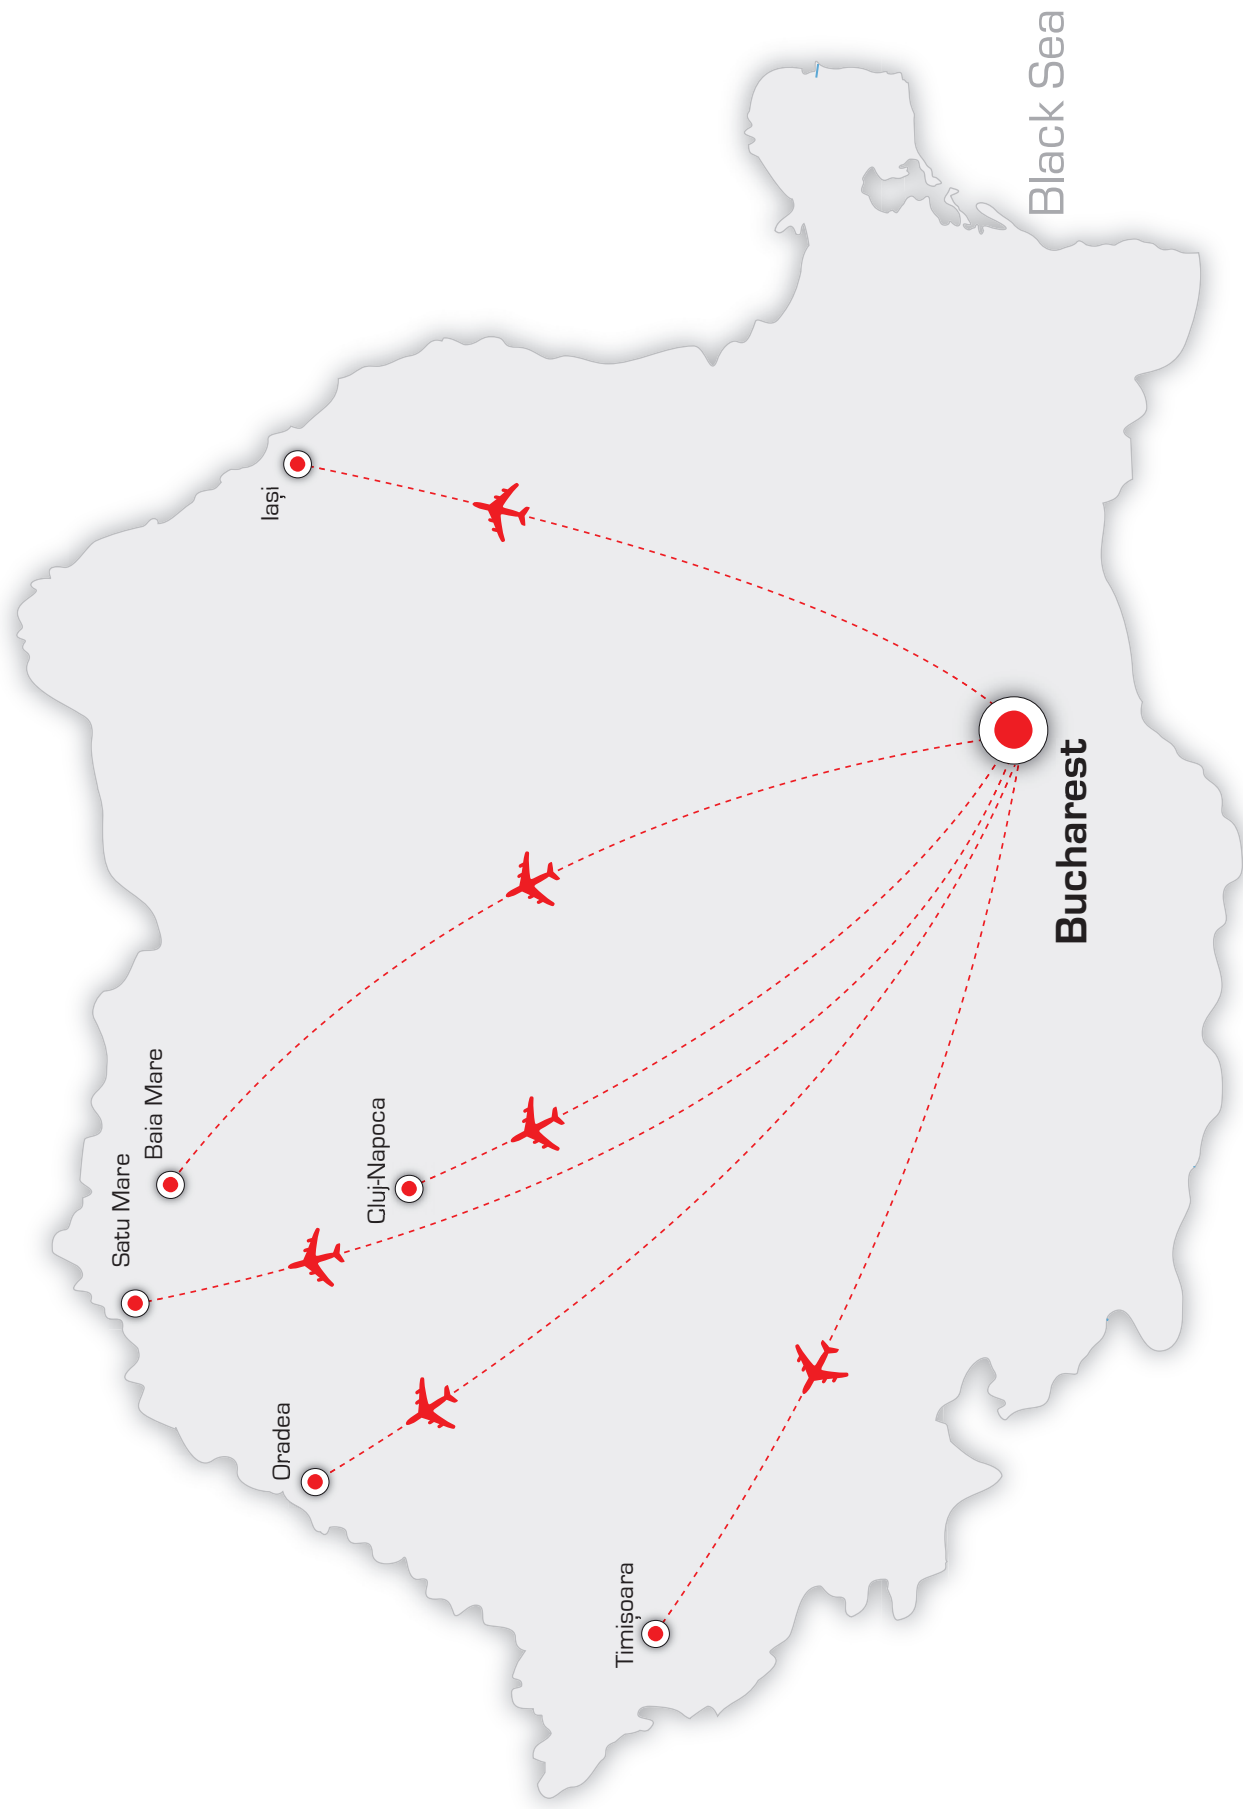 Satu Mare
Baia Mare
Iași
Oradea
Cluj-Napoca
Timișoara
Black Sea
Bucharest